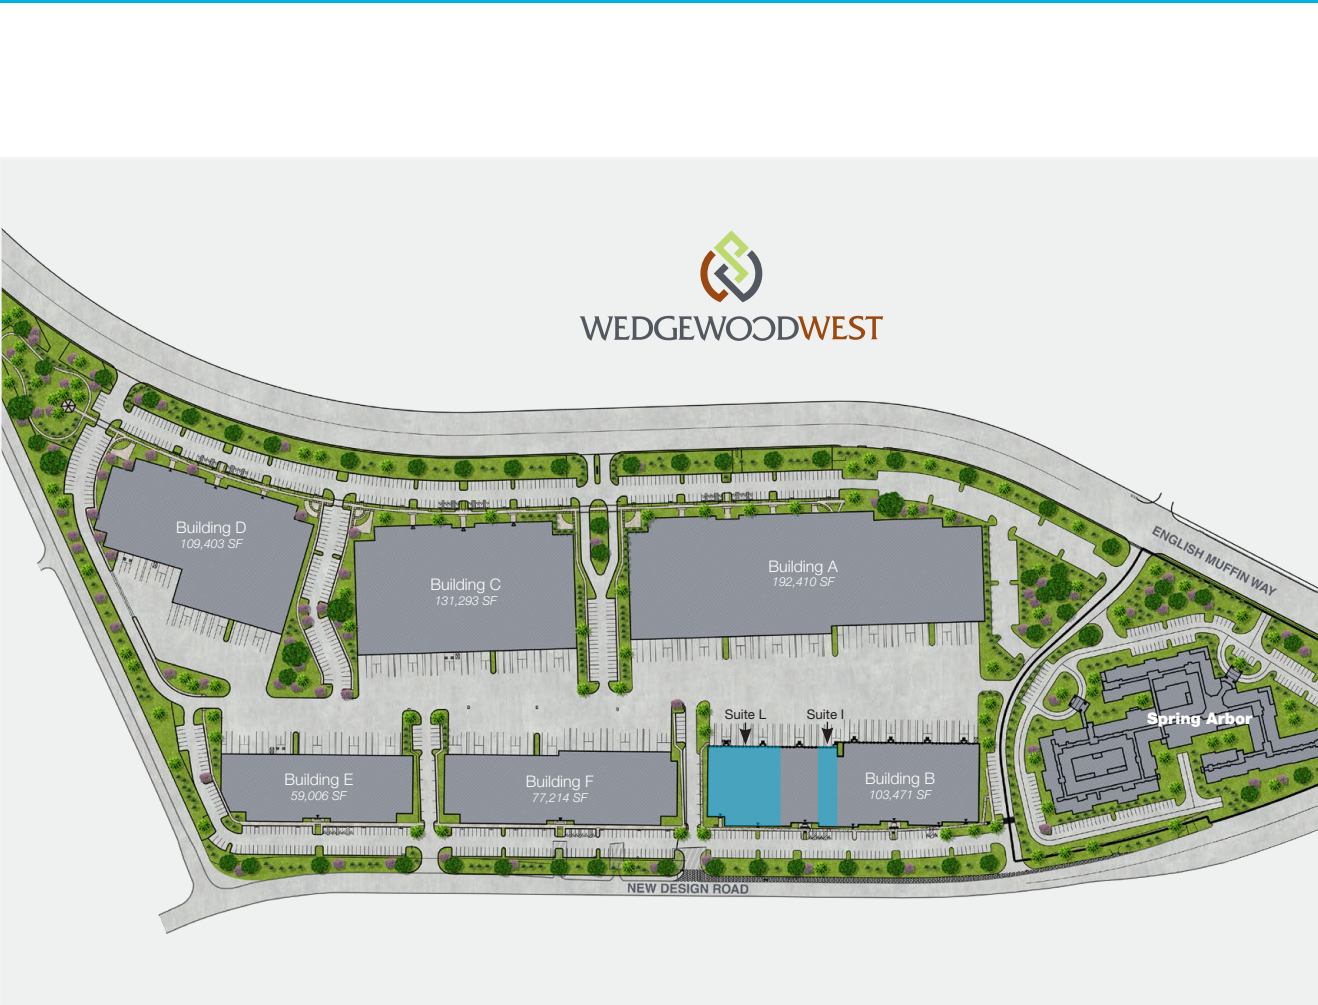 WEDGEWOODWEST
ENGLISH MUFFIN WAY
Building D
109,403 SF
Building C
131,293 SF
Building A
192,410 SF
Suite L
Suite I
Spring Arbor
Building E
59,006 SF
Building F
77,214 SF
Building B
103,471 SF
NEW DESIGN ROAD